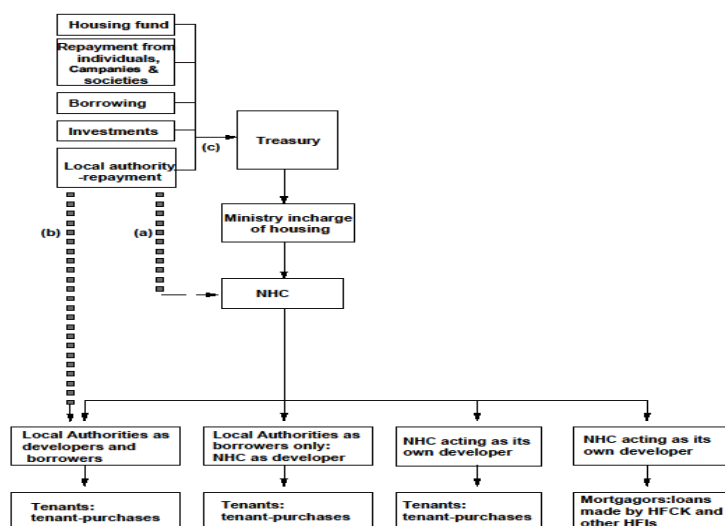 Housing fund
Repayment from
individuals,
Campanies &
societies
Borrowing
Investments
Local authority
-repayment
(c)
Treasury
(b)
(a)
Ministry incharge
of housing
NHC
Local Authorities as
developers and
borrowers
Local Authorities as
borrowers only:
NHC as developer
NHC acting as its
own developer
NHC acting as its
own developer
Tenants:
tenant-purchases
Tenants:
tenant-purchases
Tenants:
tenant-purchases
Mortgagors:loans
made by HFCK and
other HFIs